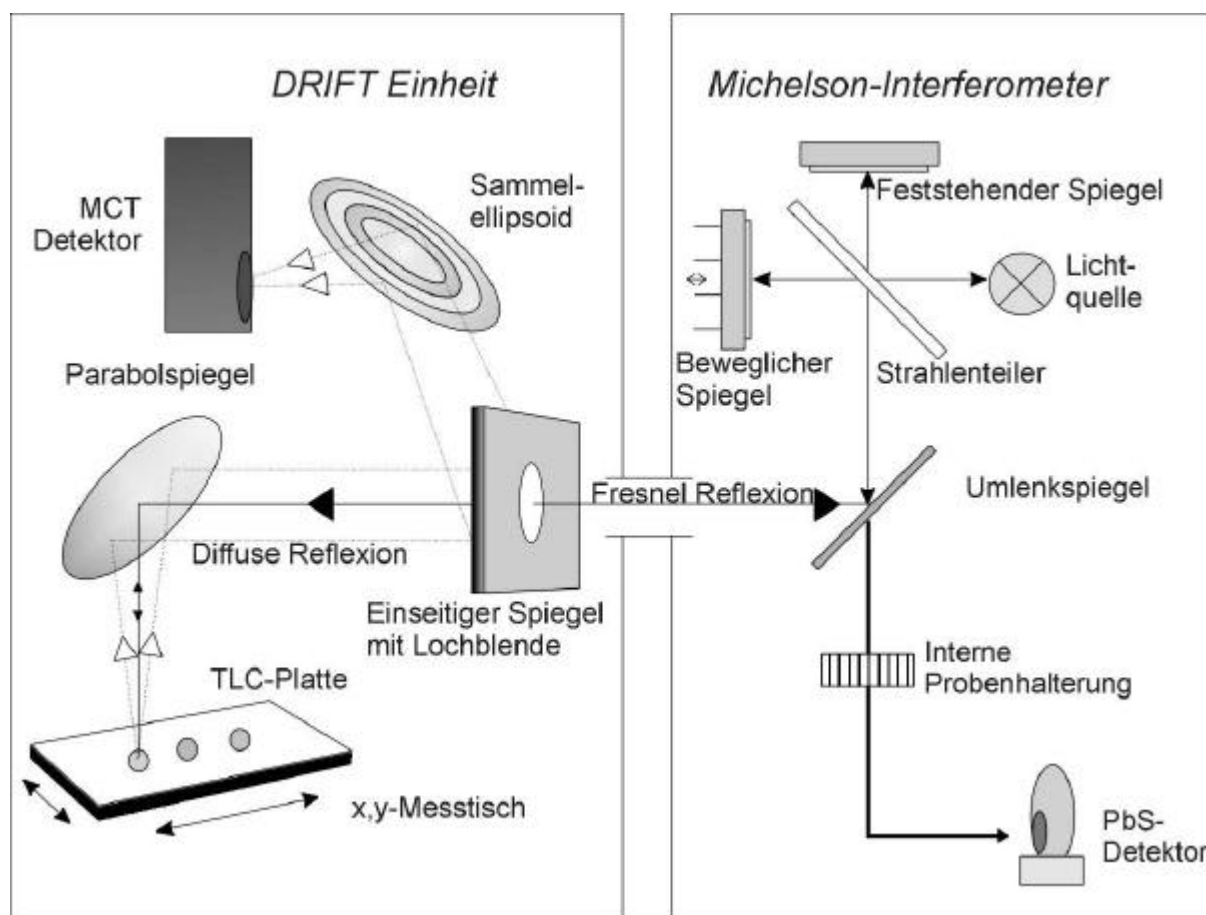 DRIFT Einheit
MCT
Detektor
Sammel-
ellipsoid
Parabolspiegel
Diffuse Reflexion
Einseitiger Spiegel
mit Lochblende
TLC-Platte
x,y-Messtisch
Michelson-Interferometer
Feststehender Spiegel
Licht-
quelle
Beweglicher
Spiegel
Strahlenteiler
Fresnel Reflexion
Umlenkspiegel
Interne
Probenhalterung
PbS-
Detektor